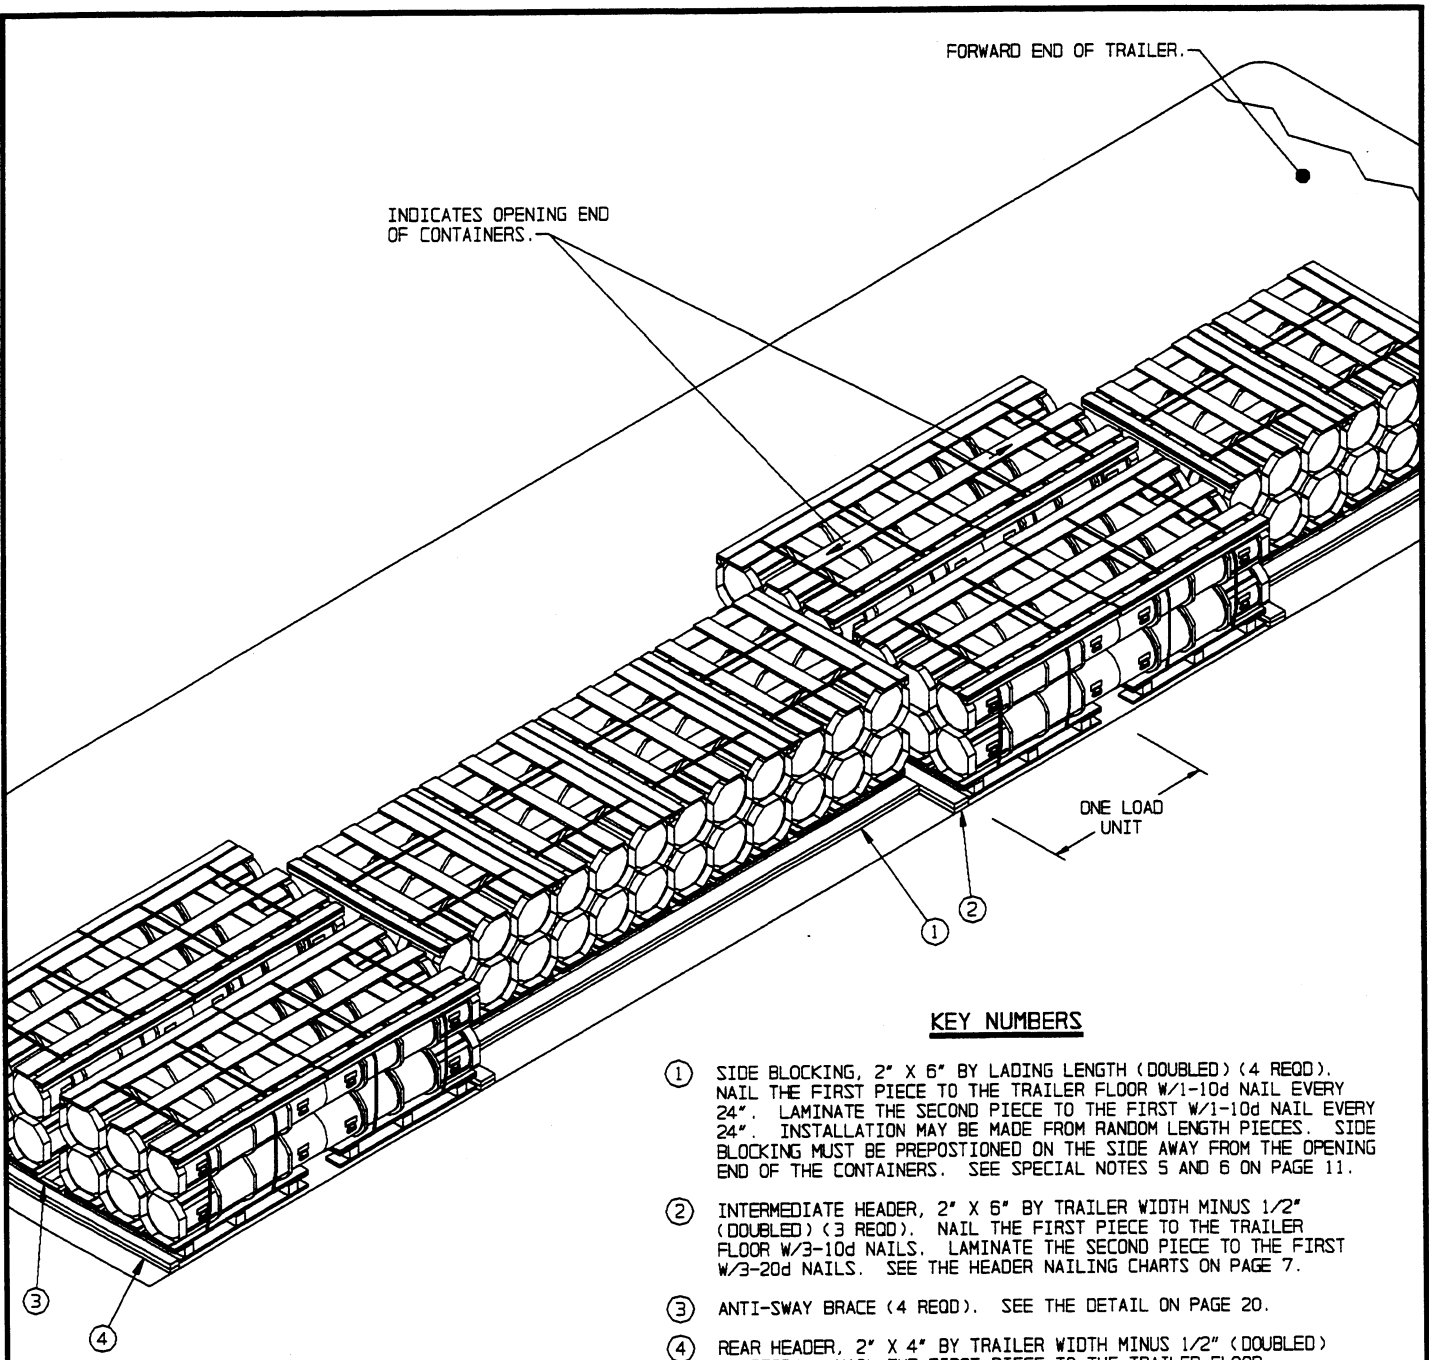 FORWARD END OF TRAILER.
INDICATES OPENING END
OF CONTAINERS.
ONE LOAD
UNIT
1
2
3
4
KEY NUMBERS
1 SIDE BLOCKING, 2" X 6" BY LADING LENGTH (DOUBLED) (4 REQD).
NAIL THE FIRST PIECE TO THE TRAILER FLOOR W/1-10d NAIL EVERY
24". LAMINATE THE SECOND PIECE TO THE FIRST W/1-10d NAIL EVERY
24". INSTALLATION MAY BE MADE FROM RANDOM LENGTH PIECES. SIDE
BLOCKING MUST BE PREPOSTIONED ON THE SIDE AWAY FROM THE OPENING
END OF THE CONTAINERS. SEE SPECIAL NOTES 5 AND 6 ON PAGE 11.
2 INTERMEDIATE HEADER, 2" X 6" BY TRAILER WIDTH MINUS 1/2"
(DOUBLED) (3 REQD). NAIL THE FIRST PIECE TO THE TRAILER
FLOOR W/3-10d NAILS. LAMINATE THE SECOND PIECE TO THE FIRST
W/3-20d NAILS. SEE THE HEADER NAILING CHARTS ON PAGE 7.
3 ANTI-SWAY BRACE (4 REQD). SEE THE DETAIL ON PAGE 20.
4 REAR HEADER, 2" X 4" BY TRAILER WIDTH MINUS 1/2" (DOUBLED)
NAIL THE FIRST PIECE TO THE TRAILER FLOOR